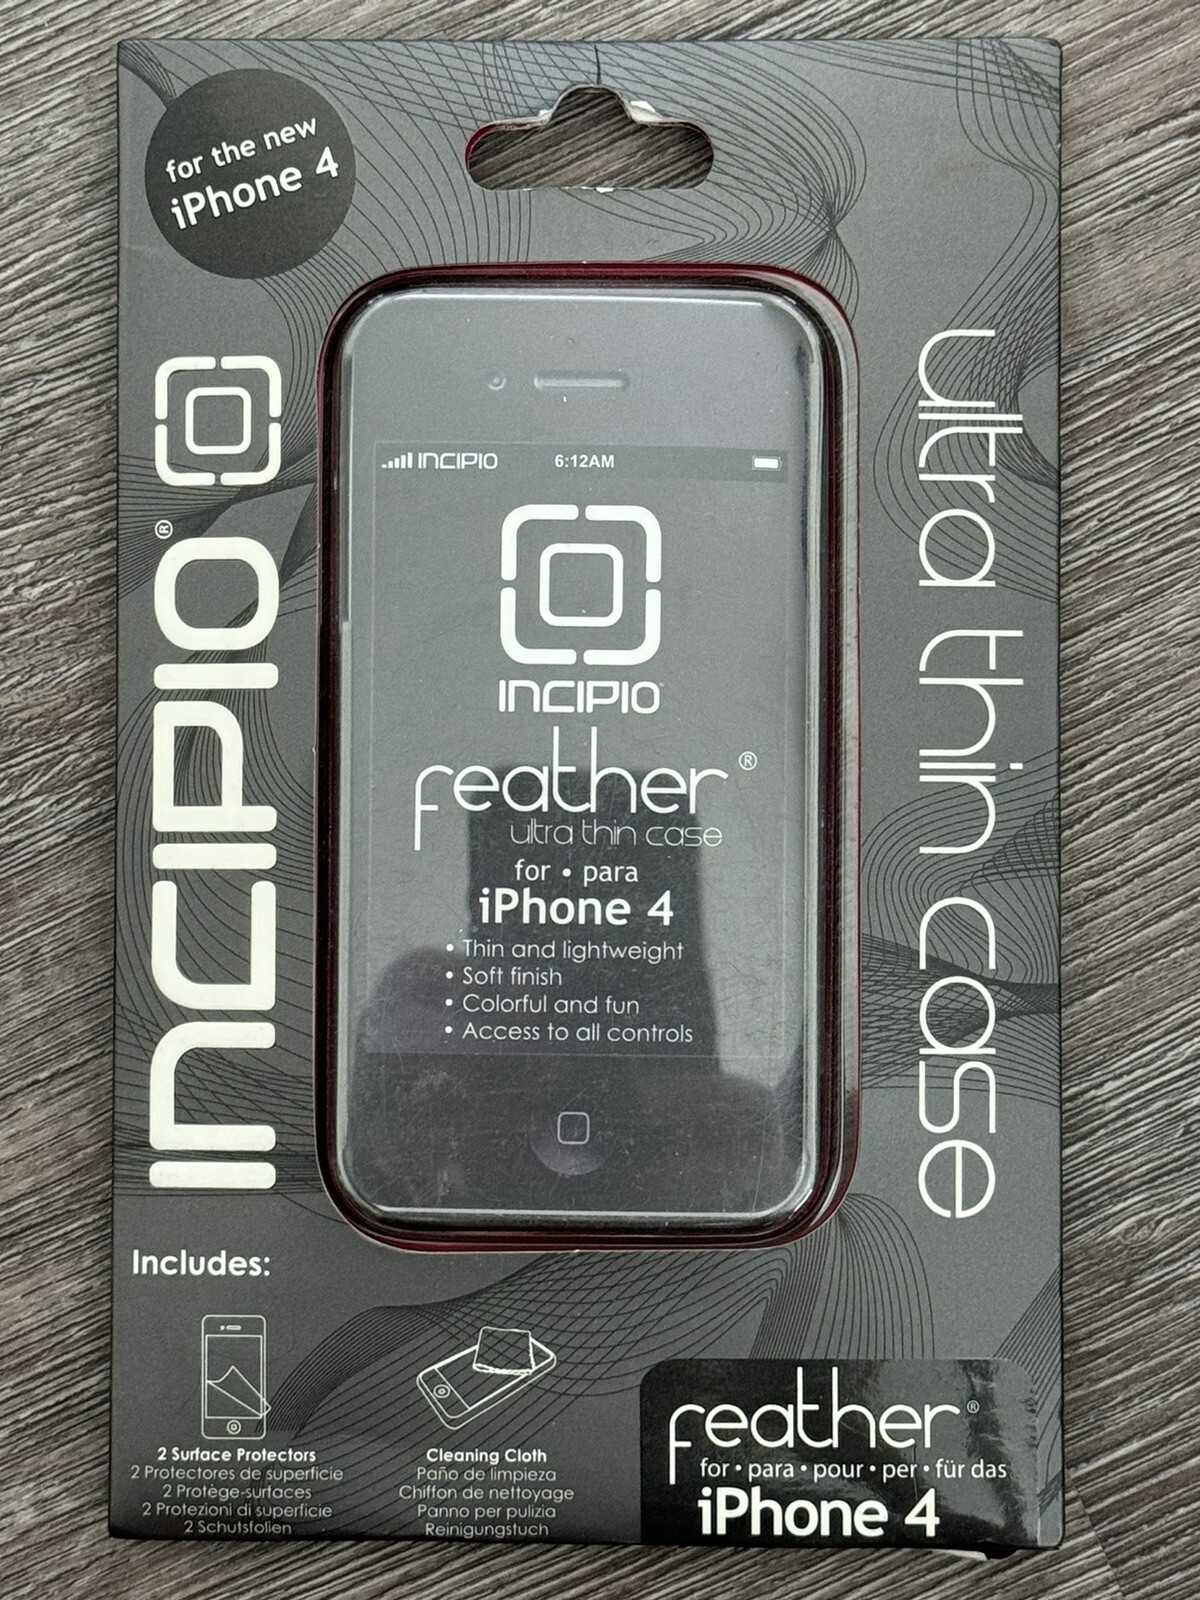 for the new
iPhone 4
INCIPIO®
ultra thin case
INCIPIO
6:12AM
INCIPIO
feather®
ultra thin case
for • para
iPhone 4
• Thin and lightweight
• Soft finish
• Colorful and fun
• Access to all controls
Includes:
2 Surface Protectors
2 Protectores de superficie
2 Protège-surfaces
2 Protezioni di superficie
2 Schutsfolien
Cleaning Cloth
Paño de limpieza
Chiffon de nettoyage
Panno per pulizia
Reinigungstuch
feather®
for • para • pour • per • für das
iPhone 4